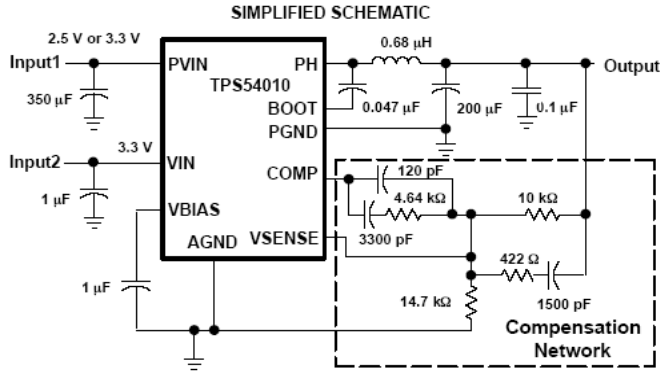 SIMPLIFIED SCHEMATIC
2.5 V or 3.3 V
Input1
350 µF
PVIN
TPS54010
PH
0.68 µH
Output
BOOT
0.047 µF
200 µF
0.1 µF
PGND
3.3 V
Input2
VIN
1 µF
COMP
120 pF
4.64 kΩ
10 kΩ
VBIAS
3300 pF
AGND
VSENSE
422 Ω
1 µF
14.7 kΩ
1500 pF
Compensation
Network